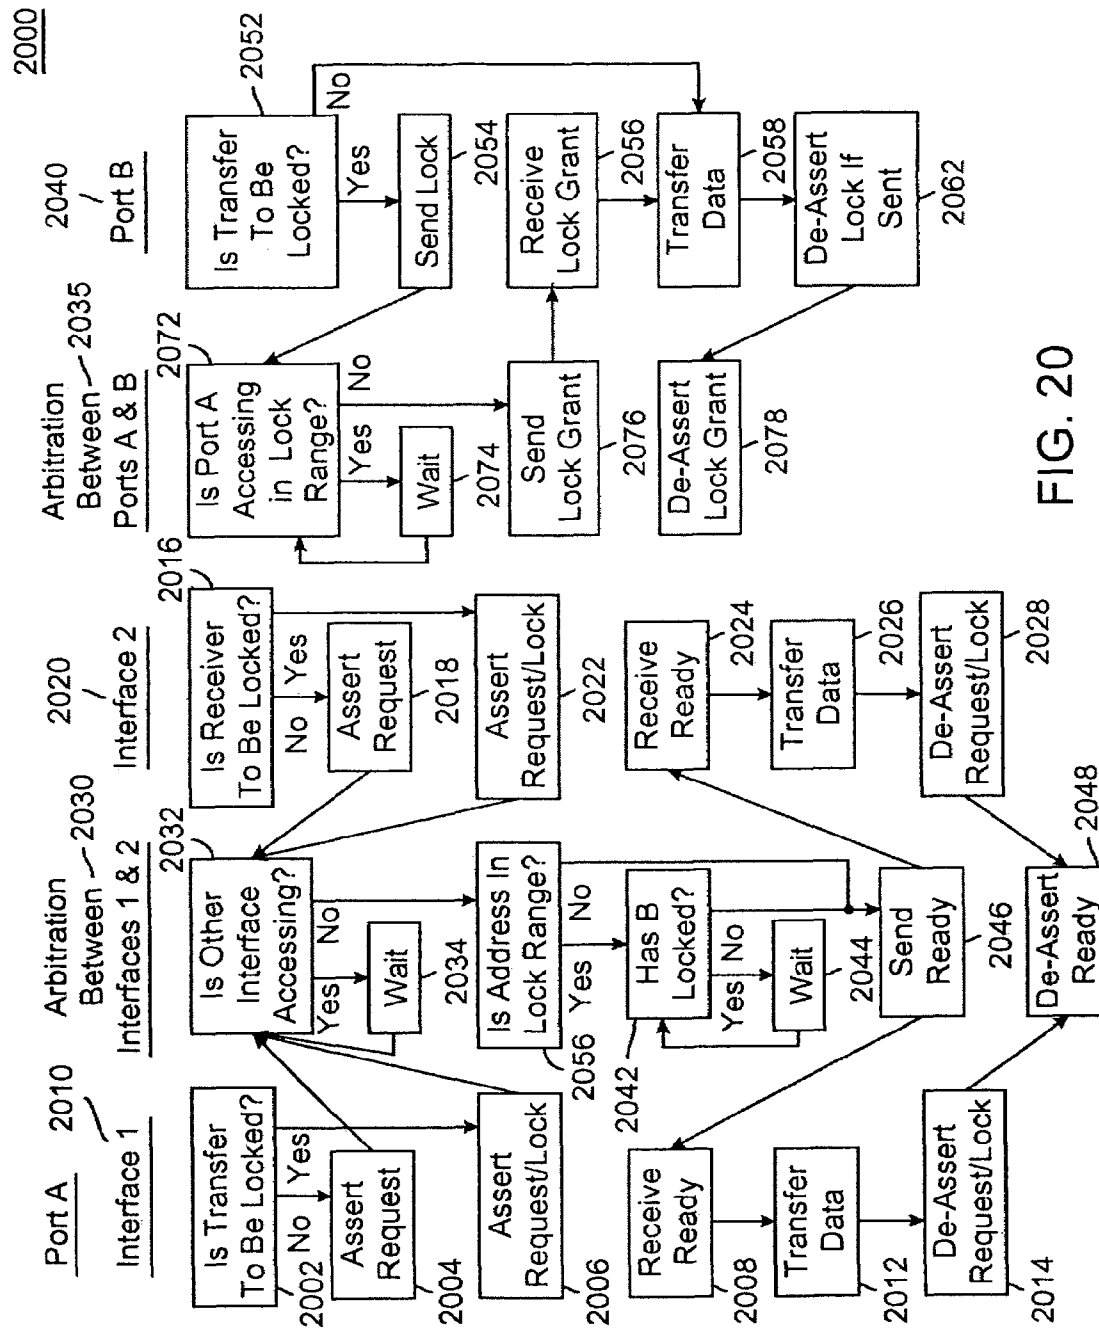 2000
Port A
2010
Interface 1
Is Transfer
To Be Locked?
2002
No
Yes
Assert
Request
2004
Assert
Request/Lock
2006
Receive
Ready
2008
Transfer
Data
2012
De-Assert
Request/Lock
2014
Arbitration
Between
2030
Interfaces 1 & 2
2032
Is Other
Interface
Accessing?
Yes
No
Wait
2034
Is Address In
Lock Range?
2056
Yes
No
Has B
Locked?
2042
Yes
No
Wait
2044
Send
Ready
2046
De-Assert
Ready
2048
2020
Interface 2
2016
Is Receiver
To Be Locked?
No
Yes
Assert
Request
2018
Assert
Request/Lock
2022
Receive
Ready
2024
Transfer
Data
2026
De-Assert
Request/Lock
2028
Arbitration
Between
2035
Ports A & B
2072
Is Port A
Accessing
in Lock
Range?
Yes
No
Wait
2074
Send
Lock Grant
2076
De-Assert
Lock Grant
2078
2040
Port B
2052
Is Transfer
To Be
Locked?
Yes
No
Send Lock
2054
Receive
Lock Grant
2056
Transfer
Data
2058
De-Assert
Lock If
Sent
2062
FIG. 20